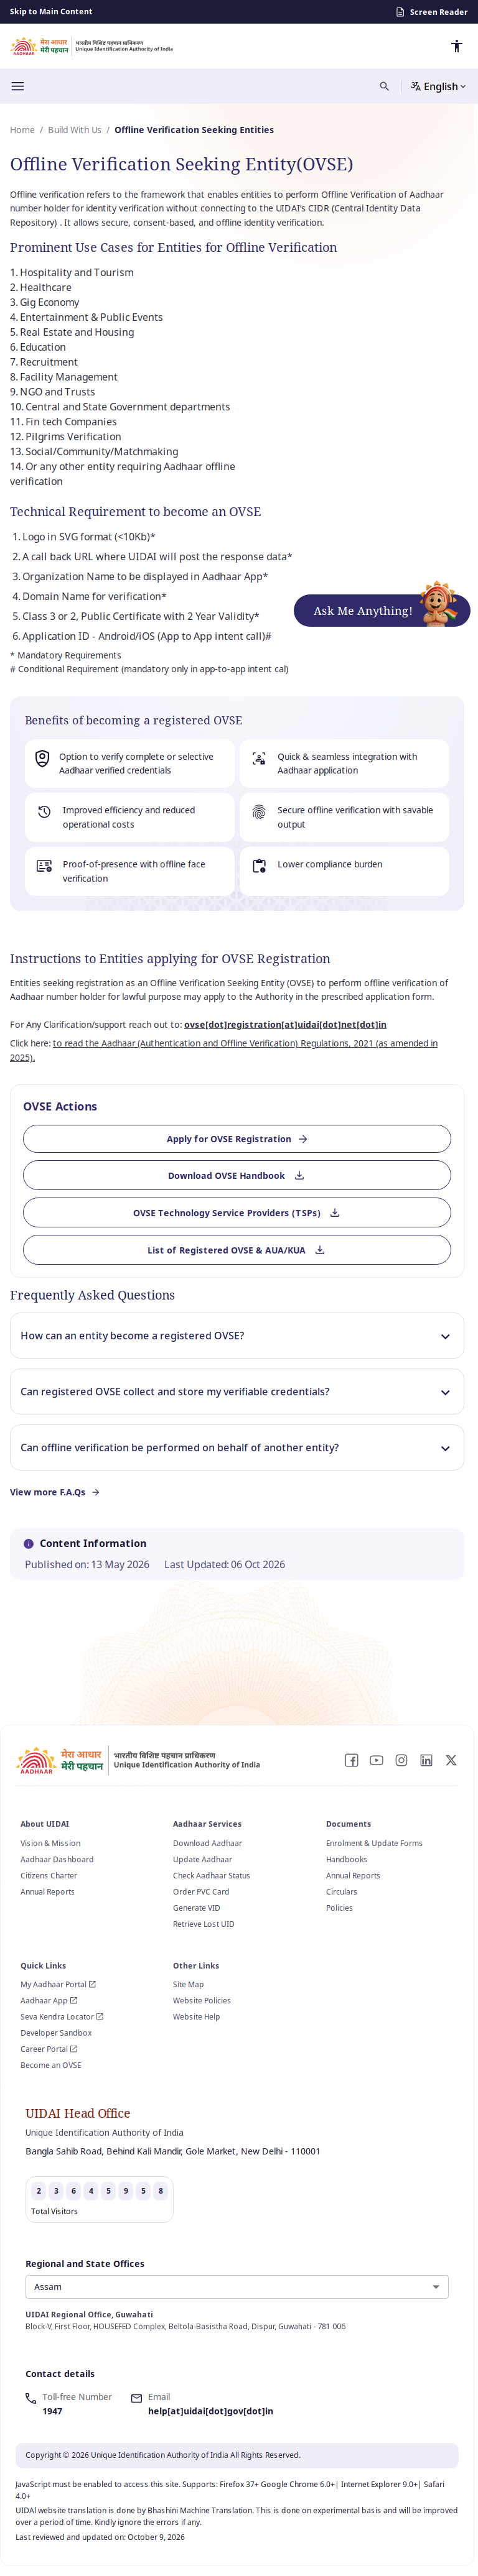 Skip to Main Content
Screen Reader
मेरा आधार
मेरी पहचान
AADHAAR
भारतीय विशिष्ट पहचान प्राधिकरण
Unique Identification Authority of India
English
Home / Build With Us / Offline Verification Seeking Entities
Offline Verification Seeking Entity(OVSE)
Offline verification refers to the framework that enables entities to perform Offline Verification of Aadhaar
number holder for identity verification without connecting to the UIDAI’s CIDR (Central Identity Data
Repository) . It allows secure, consent-based, and offline identity verification.
Prominent Use Cases for Entities for Offline Verification
1. Hospitality and Tourism
2. Healthcare
3. Gig Economy
4. Entertainment & Public Events
5. Real Estate and Housing
6. Education
7. Recruitment
8. Facility Management
9. NGO and Trusts
10. Central and State Government departments
11. Fin tech Companies
12. Pilgrims Verification
13. Social/Community/Matchmaking
14. Or any other entity requiring Aadhaar offline
verification
Technical Requirement to become an OVSE
1. Logo in SVG format (<10Kb)*
2. A call back URL where UIDAI will post the response data*
3. Organization Name to be displayed in Aadhaar App*
4. Domain Name for verification*
5. Class 3 or 2, Public Certificate with 2 Year Validity*
6. Application ID - Android/iOS (App to App intent call)#
Ask Me Anything!
* Mandatory Requirements
# Conditional Requirement (mandatory only in app-to-app intent cal)
Benefits of becoming a registered OVSE
Option to verify complete or selective
Aadhaar verified credentials
Quick & seamless integration with
Aadhaar application
Improved efficiency and reduced
operational costs
Secure offline verification with savable
output
Proof-of-presence with offline face
verification
Lower compliance burden
Instructions to Entities applying for OVSE Registration
Entities seeking registration as an Offline Verification Seeking Entity (OVSE) to perform offline verification of
Aadhaar number holder for lawful purpose may apply to the Authority in the prescribed application form.
For Any Clarification/support reach out to: ovse[dot]registration[at]uidai[dot]net[dot]in
Click here: to read the Aadhaar (Authentication and Offline Verification) Regulations, 2021 (as amended in
2025).
OVSE Actions
Apply for OVSE Registration
Download OVSE Handbook
OVSE Technology Service Providers (TSPs)
List of Registered OVSE & AUA/KUA
Frequently Asked Questions
How can an entity become a registered OVSE?
Can registered OVSE collect and store my verifiable credentials?
Can offline verification be performed on behalf of another entity?
View more F.A.Qs
Content Information
Published on: 13 May 2026 Last Updated: 06 Oct 2026
मेरा आधार
मेरी पहचान
AADHAAR
भारतीय विशिष्ट पहचान प्राधिकरण
Unique Identification Authority of India
About UIDAI
Vision & Mission
Aadhaar Dashboard
Citizens Charter
Annual Reports
Aadhaar Services
Download Aadhaar
Update Aadhaar
Check Aadhaar Status
Order PVC Card
Generate VID
Retrieve Lost UID
Documents
Enrolment & Update Forms
Handbooks
Annual Reports
Circulars
Policies
Quick Links
My Aadhaar Portal
Aadhaar App
Seva Kendra Locator
Developer Sandbox
Career Portal
Become an OVSE
Other Links
Site Map
Website Policies
Website Help
UIDAI Head Office
Unique Identification Authority of India
Bangla Sahib Road, Behind Kali Mandir, Gole Market, New Delhi - 110001
2 3 6 4 5 9 5 8
Total Visitors
Regional and State Offices
Assam
UIDAI Regional Office, Guwahati
Block-V, First Floor, HOUSEFED Complex, Beltola-Basistha Road, Dispur, Guwahati - 781 006
Contact details
Toll-free Number
1947
Email
help[at]uidai[dot]gov[dot]in
Copyright © 2026 Unique Identification Authority of India All Rights Reserved.
JavaScript must be enabled to access this site. Supports: Firefox 37+ Google Chrome 6.0+| Internet Explorer 9.0+| Safari
4.0+
UIDAI website translation is done by Bhashini Machine Translation. This is done on experimental basis and will be improved
over a period of time. Kindly ignore the errors if any.
Last reviewed and updated on: October 9, 2026